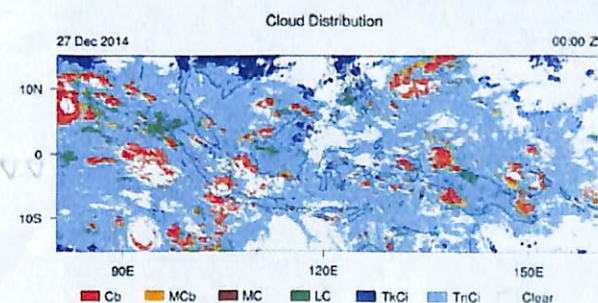 Cloud Distribution
27 Dec 2014 00:00 Z
10N
0
10S
90E 120E 150E
Cb MCb MC LC TkCi TnCi Clear